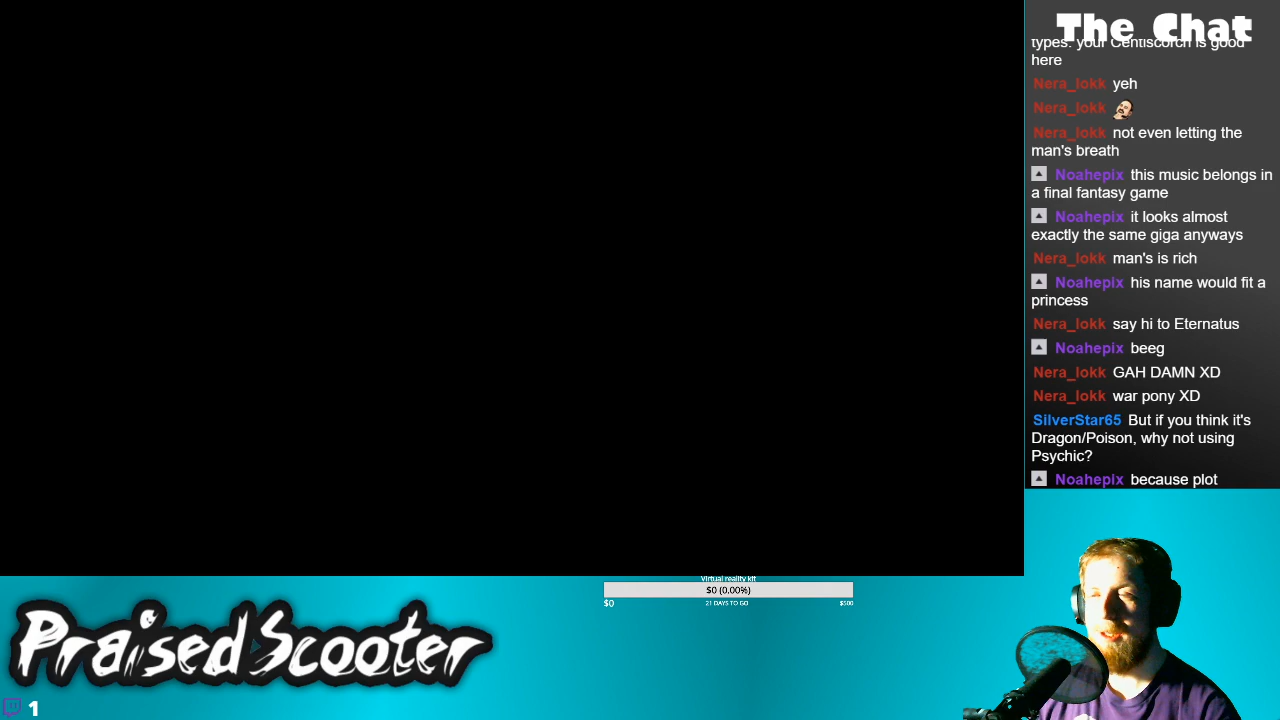 The Chat
types. your Centiscorch is good
here
Nera_lokk yeh
Nera_lokk
Nera_lokk not even letting the
man's breath
Noahepix this music belongs in
a final fantasy game
Noahepix it looks almost
exactly the same giga anyways
Nera_lokk man's is rich
Noahepix his name would fit a
princess
Nera_lokk say hi to Eternatus
Noahepix beeg
Nera_lokk GAH DAMN XD
Nera_lokk war pony XD
SilverStar65 But if you think it's
Dragon/Poison, why not using
Psychic?
Noahepix because plot
Virtual reality kit
$0 (0.00%)
$0 21 DAYS TO GO $500
Praised Scooter
1